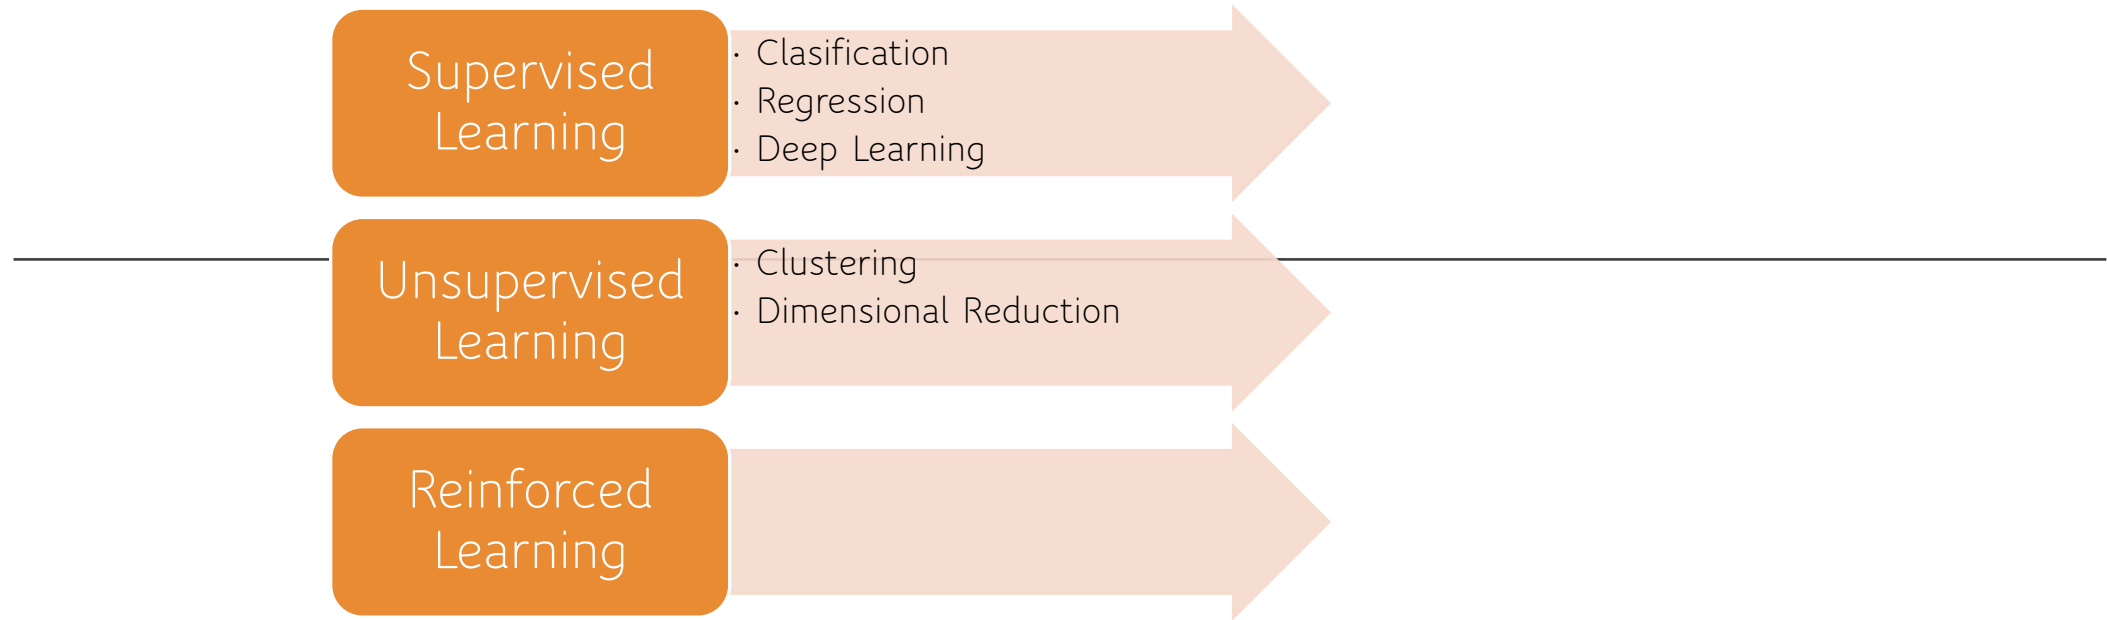 Supervised
Learning
· Clasification
· Regression
· Deep Learning
Unsupervised
Learning
· Clustering
· Dimensional Reduction
Reinforced
Learning